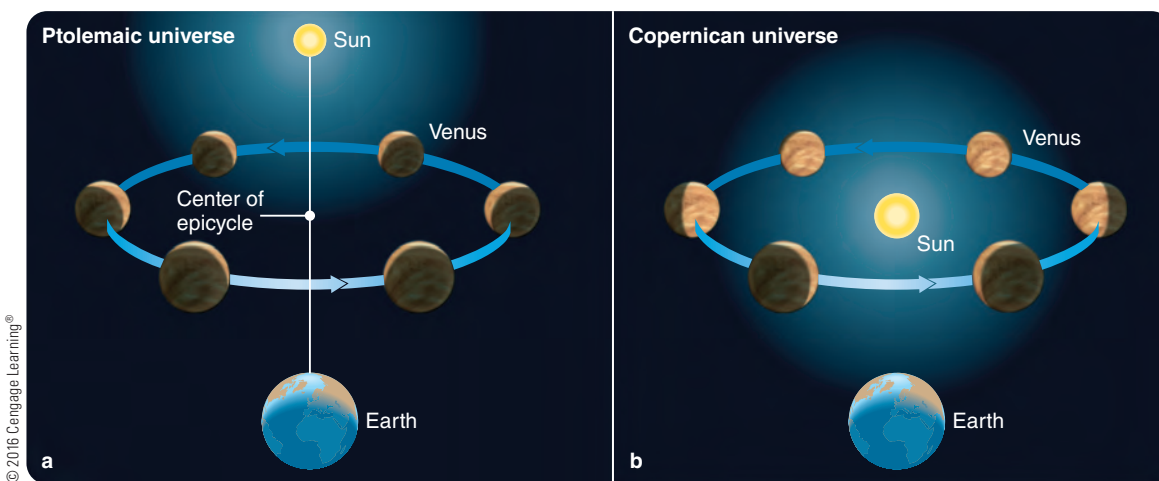 Ptolemaic universe
Sun
Venus
Center of
epicycle
Earth
a
Copernican universe
Venus
Sun
Earth
b
© 2016 Cengage Learning®